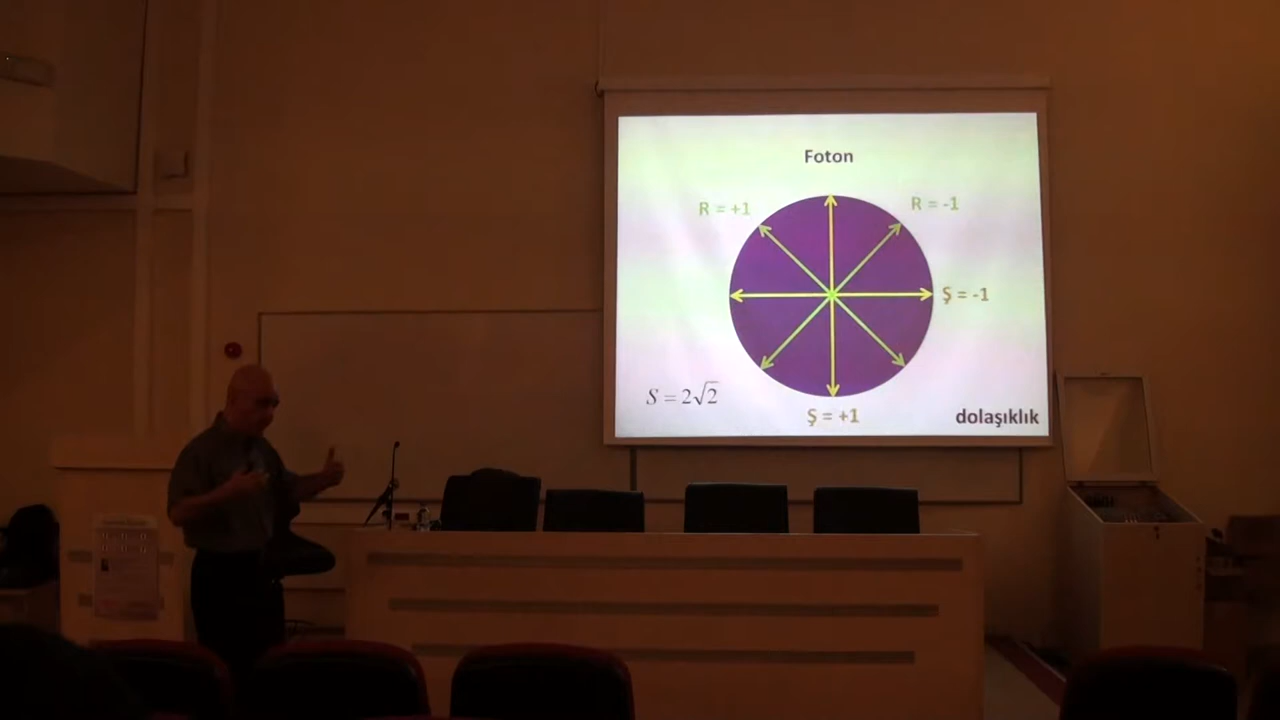 Foton
R = +1
R = -1
Ş = -1
S = 2√2
Ş = +1
dolaşıklık